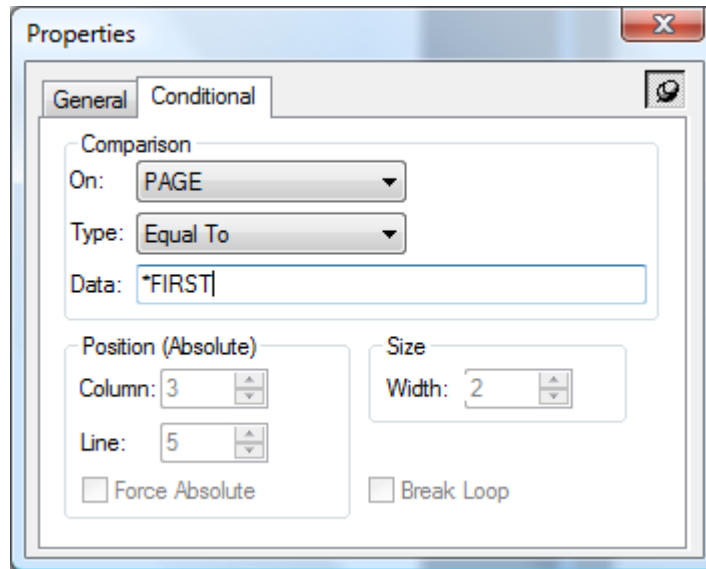 Properties
General Conditional
Comparison
On: PAGE
Type: Equal To
Data: *FIRST
Position (Absolute) Size
Column: 3 Width: 2
Line: 5
Force Absolute Break Loop